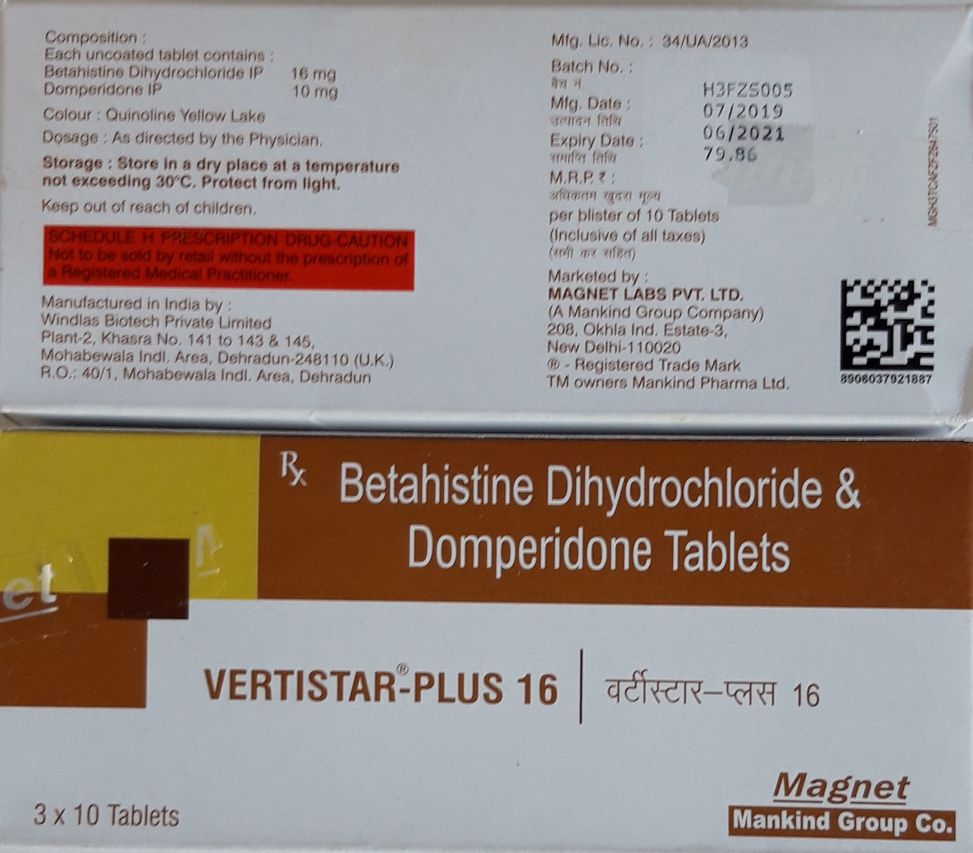 Composition :
Each uncoated tablet contains :
Betahistine Dihydrochloride IP 16 mg
Domperidone IP 10 mg
Colour : Quinoline Yellow Lake
Dosage : As directed by the Physician.
Storage : Store in a dry place at a temperature
not exceeding 30°C. Protect from light.
Keep out of reach of children.
SCHEDULE H PRESCRIPTION DRUG-CAUTION
Not to be sold by retail without the prescription of
a Registered Medical Practitioner.
Manufactured in India by :
Windlas Biotech Private Limited
Plant-2, Khasra No. 141 to 143 & 145,
Mohabewala Indl. Area, Dehradun-248110 (U.K.)
R.O.: 40/1, Mohabewala Indl. Area, Dehradun
Mfg. Lic. No. : 34/UA/2013
Batch No. :
बैच नं.
H3FZS005
Mfg. Date :
उत्पादन तिथि
07/2019
Expiry Date :
समाप्ति तिथि
06/2021
M.R.P. ₹ :
79.86
अधिकतम खुदरा मूल्य
per blister of 10 Tablets
(Inclusive of all taxes)
(सभी कर सहित)
Marketed by :
MAGNET LABS PVT. LTD.
(A Mankind Group Company)
208, Okhla Ind. Estate-3,
New Delhi-110020
® - Registered Trade Mark
TM owners Mankind Pharma Ltd.
8906037921887
Rx Betahistine Dihydrochloride &
Domperidone Tablets
et
VERTISTAR®-PLUS 16
वर्टीस्टार–प्लस 16
3 x 10 Tablets
Magnet
Mankind Group Co.